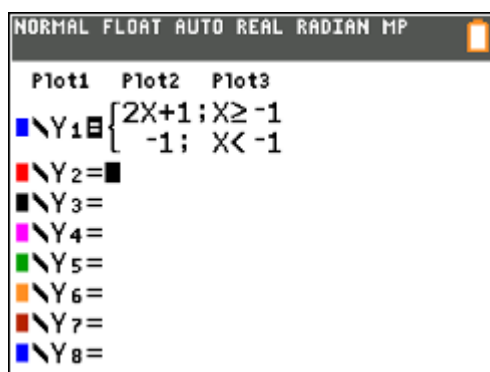 NORMAL FLOAT AUTO REAL RADIAN MP
Plot1 Plot2 Plot3
\Y1={2X+1;X≥-1
-1; X<-1
\Y2=
\Y3=
\Y4=
\Y5=
\Y6=
\Y7=
\Y8=